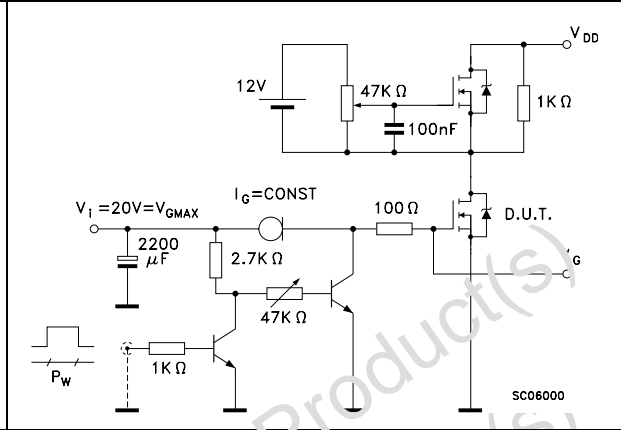 V DD
12V
47K Ω
1K Ω
100nF
V i =20V=V GMAX
I G =CONST
100 Ω
D.U.T.
2200
μF
2.7K Ω
G
47K Ω
1K Ω
P W
SC06000
Product(s)